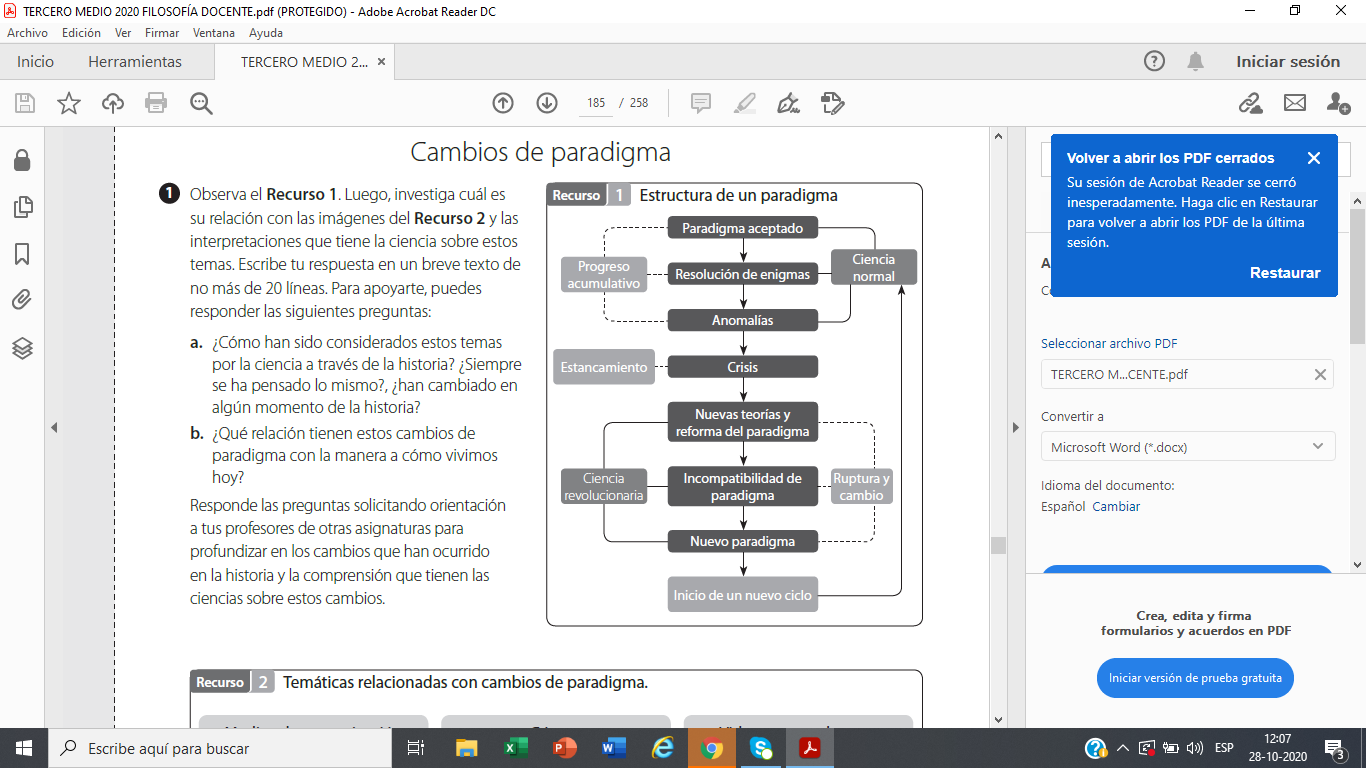 TERCERO MEDIO 2020 FILOSOFÍA DOCENTE.pdf (PROTEGIDO) - Adobe Acrobat Reader DC
Archivo Edición Ver Firmar Ventana Ayuda
Inicio Herramientas TERCERO MEDIO 2... × Iniciar sesión
185 / 258
Cambios de paradigma
1 Observa el Recurso 1. Luego, investiga cuál es
su relación con las imágenes del Recurso 2 y las
interpretaciones que tiene la ciencia sobre estos
temas. Escribe tu respuesta en un breve texto de
no más de 20 líneas. Para apoyarte, puedes
responder las siguientes preguntas:
a. ¿Cómo han sido considerados estos temas
por la ciencia a través de la historia? ¿Siempre
se ha pensado lo mismo?, ¿han cambiado en
algún momento de la historia?
b. ¿Qué relación tienen estos cambios de
paradigma con la manera a cómo vivimos
hoy?
Responde las preguntas solicitando orientación
a tus profesores de otras asignaturas para
profundizar en los cambios que han ocurrido
en la historia y la comprensión que tienen las
ciencias sobre estos cambios.
Recurso 1 Estructura de un paradigma
Paradigma aceptado
Progreso
acumulativo
Resolución de enigmas
Ciencia
normal
Anomalías
Estancamiento
Crisis
Nuevas teorías y
reforma del paradigma
Ciencia
revolucionaria
Incompatibilidad de
paradigma
Ruptura y
cambio
Nuevo paradigma
Inicio de un nuevo ciclo
Recurso 2 Temáticas relacionadas con cambios de paradigma.
Volver a abrir los PDF cerrados
Su sesión de Acrobat Reader se cerró
inesperadamente. Haga clic en Restaurar
para volver a abrir los PDF de la última
sesión.
Restaurar
Seleccionar archivo PDF
TERCERO M...CENTE.pdf
Convertir a
Microsoft Word (*.docx)
Idioma del documento:
Español Cambiar
Crea, edita y firma
formularios y acuerdos en PDF
Iniciar versión de prueba gratuita
Escribe aquí para buscar
ESP
12:07
28-10-2020
3